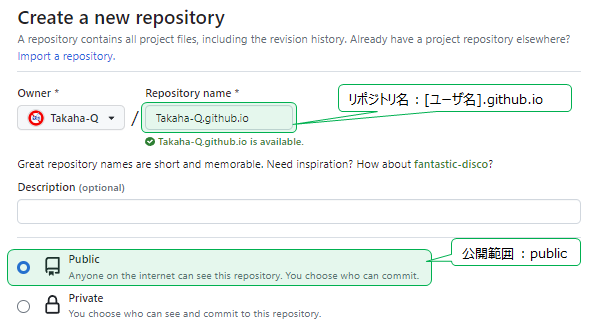 Create a new repository
A repository contains all project files, including the revision history. Already have a project repository elsewhere?
Import a repository.
Owner * Repository name *
Takaha-Q / Takaha-Q.github.io
リポジトリ名 : [ユーザ名].github.io
Takaha-Q.github.io is available.
Great repository names are short and memorable. Need inspiration? How about fantastic-disco?
Description (optional)
Public
Anyone on the internet can see this repository. You choose who can commit.
公開範囲 : public
Private
You choose who can see and commit to this repository.